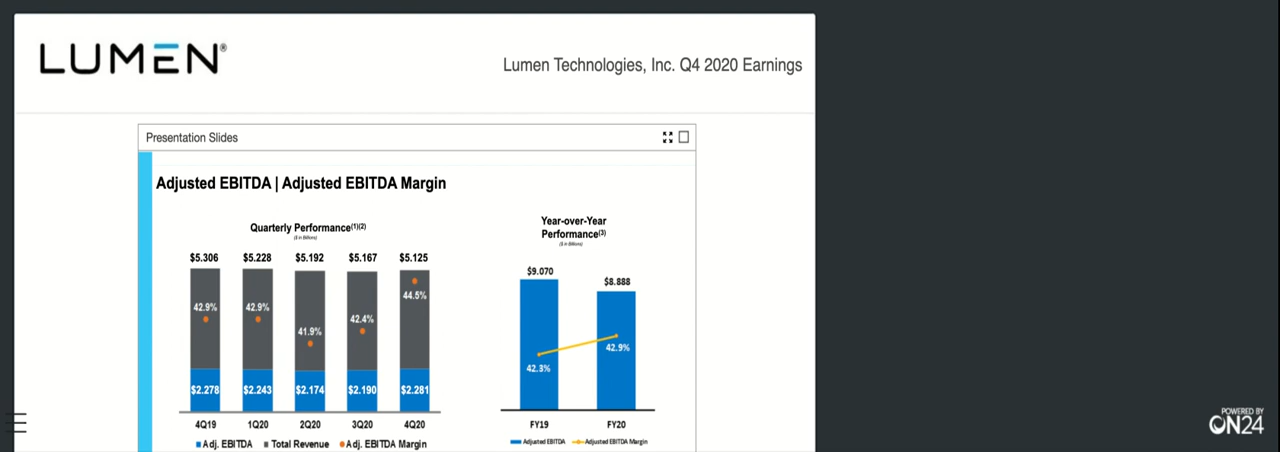 LUMEN®
Lumen Technologies, Inc. Q4 2020 Earnings
Presentation Slides
Adjusted EBITDA | Adjusted EBITDA Margin
Quarterly Performance(1)(2)
($ in Billions)
$5.306 $5.228 $5.192 $5.167 $5.125
42.9% 42.9% 41.9% 42.4% 44.5%
$2.278 $2.243 $2.174 $2.190 $2.281
4Q19 1Q20 2Q20 3Q20 4Q20
Adj. EBITDA Total Revenue Adj. EBITDA Margin
Year-over-Year
Performance(3)
($ in Billions)
$9.070 $8.888
42.3% 42.9%
FY19 FY20
Adjusted EBITDA Adjusted EBITDA Margin
POWERED BY
ON24